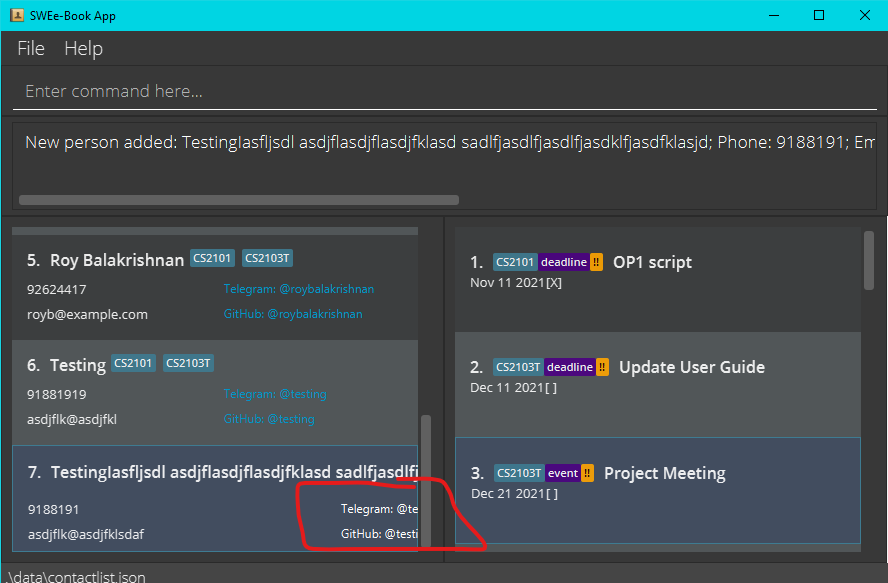 SWEe-Book App
File Help
Enter command here...
New person added: TestingIasfljsdl asdjflasdjflasdjfklasd sadlfjasdlfjasdlfjasdklfjasdfklasjd; Phone: 9188191; Em
5. Roy Balakrishnan CS2101 CS2103T
92624417 Telegram: @roybalakrishnan
royb@example.com GitHub: @roybalakrishnan
6. Testing CS2101 CS2103T
91881919 Telegram: @testing
asdjflk@asdjfkl GitHub: @testing
7. TestingIasfljsdl asdjflasdjflasdjfklasd sadlfjasdlfj
9188191 Telegram: @te
asdjflk@asdjfklsdaf GitHub: @testi
1. CS2101 deadline !! OP1 script
Nov 11 2021[X]
2. CS2103T deadline !! Update User Guide
Dec 11 2021[ ]
3. CS2103T event !! Project Meeting
Dec 21 2021[ ]
.\data\contactlist.json